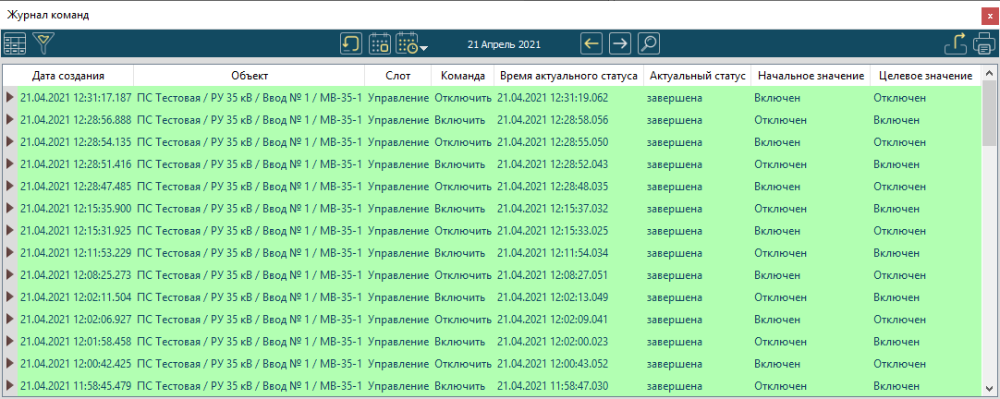 Журнал команд
x
21 Апрель 2021
Дата создания Объект Слот Команда Время актуального статуса Актуальный статус Начальное значение Целевое значение
21.04.2021 12:31:17.187 ПС Тестовая / РУ 35 кВ / Ввод № 1 / МВ-35-1 Управление Отключить 21.04.2021 12:31:19.062 завершена Включен Отключен
21.04.2021 12:28:56.888 ПС Тестовая / РУ 35 кВ / Ввод № 1 / МВ-35-1 Управление Включить 21.04.2021 12:28:58.056 завершена Отключен Включен
21.04.2021 12:28:54.135 ПС Тестовая / РУ 35 кВ / Ввод № 1 / МВ-35-1 Управление Отключить 21.04.2021 12:28:55.050 завершена Включен Отключен
21.04.2021 12:28:51.416 ПС Тестовая / РУ 35 кВ / Ввод № 1 / МВ-35-1 Управление Включить 21.04.2021 12:28:52.043 завершена Отключен Включен
21.04.2021 12:28:47.485 ПС Тестовая / РУ 35 кВ / Ввод № 1 / МВ-35-1 Управление Отключить 21.04.2021 12:28:48.035 завершена Включен Отключен
21.04.2021 12:15:35.900 ПС Тестовая / РУ 35 кВ / Ввод № 1 / МВ-35-1 Управление Включить 21.04.2021 12:15:37.032 завершена Отключен Включен
21.04.2021 12:15:31.925 ПС Тестовая / РУ 35 кВ / Ввод № 1 / МВ-35-1 Управление Отключить 21.04.2021 12:15:33.025 завершена Включен Отключен
21.04.2021 12:11:53.229 ПС Тестовая / РУ 35 кВ / Ввод № 1 / МВ-35-1 Управление Включить 21.04.2021 12:11:54.034 завершена Отключен Включен
21.04.2021 12:08:25.273 ПС Тестовая / РУ 35 кВ / Ввод № 1 / МВ-35-1 Управление Отключить 21.04.2021 12:08:27.051 завершена Включен Отключен
21.04.2021 12:02:11.504 ПС Тестовая / РУ 35 кВ / Ввод № 1 / МВ-35-1 Управление Включить 21.04.2021 12:02:13.049 завершена Отключен Включен
21.04.2021 12:02:06.927 ПС Тестовая / РУ 35 кВ / Ввод № 1 / МВ-35-1 Управление Отключить 21.04.2021 12:02:09.041 завершена Включен Отключен
21.04.2021 12:01:58.458 ПС Тестовая / РУ 35 кВ / Ввод № 1 / МВ-35-1 Управление Включить 21.04.2021 12:02:00.023 завершена Отключен Включен
21.04.2021 12:00:42.425 ПС Тестовая / РУ 35 кВ / Ввод № 1 / МВ-35-1 Управление Отключить 21.04.2021 12:00:43.052 завершена Включен Отключен
21.04.2021 11:58:45.479 ПС Тестовая / РУ 35 кВ / Ввод № 1 / МВ-35-1 Управление Включить 21.04.2021 11:58:47.030 завершена Отключен Включен